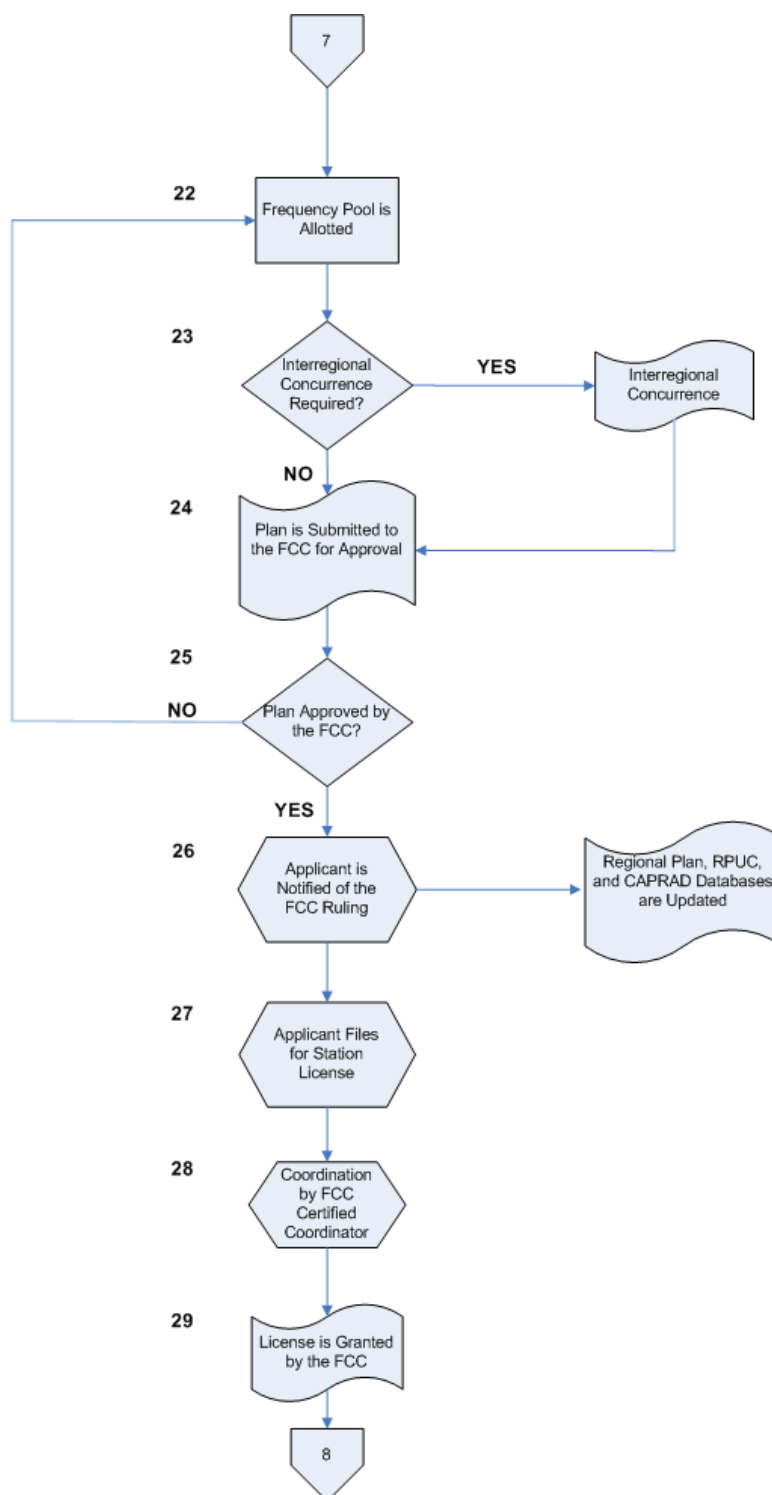 7
22
Frequency Pool is
Allotted
23
Interregional
Concurrence
Required?
YES
Interregional
Concurrence
NO
24
Plan is Submitted to
the FCC for Approval
25
NO
Plan Approved by
the FCC?
YES
26
Applicant is
Notified of the
FCC Ruling
Regional Plan, RPUC,
and CAPRAD Databases
are Updated
27
Applicant Files
for Station
License
28
Coordination
by FCC
Certified
Coordinator
29
License is Granted
by the FCC
8